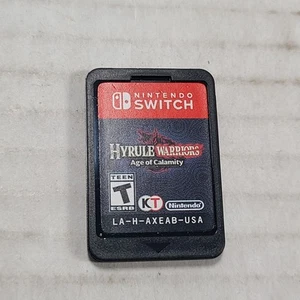 NINTENDO
SWITCH
HYRULE WARRIORS
Age of Calamity
TEEN
T
ESRB
KT
Nintendo
LA-H-AXEAB-USA